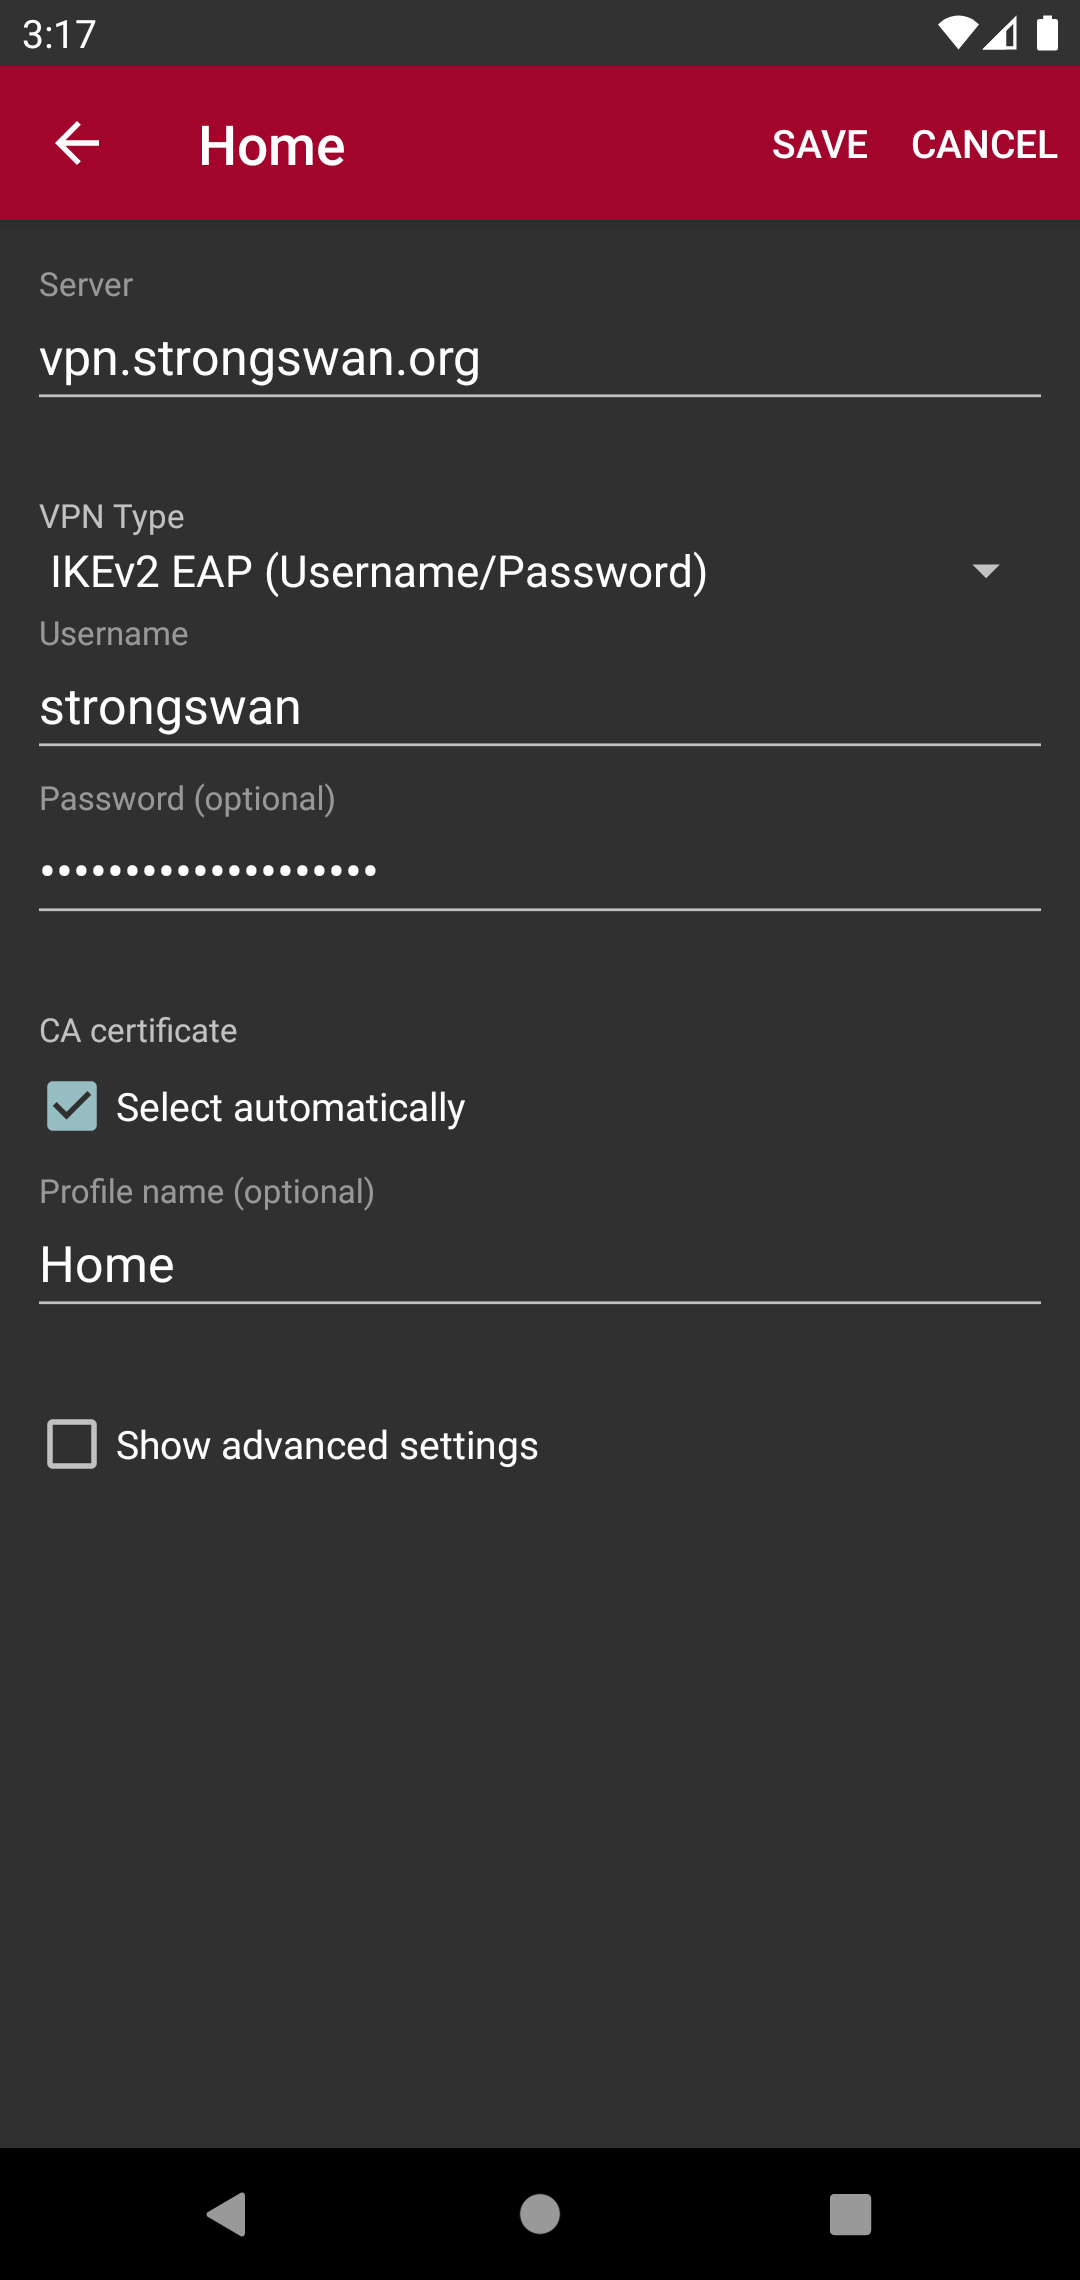 3:17
Home SAVE CANCEL
Server
vpn.strongswan.org
VPN Type
IKEv2 EAP (Username/Password)
Username
strongswan
Password (optional)
••••••••••••••••••••
CA certificate
Select automatically
Profile name (optional)
Home
Show advanced settings